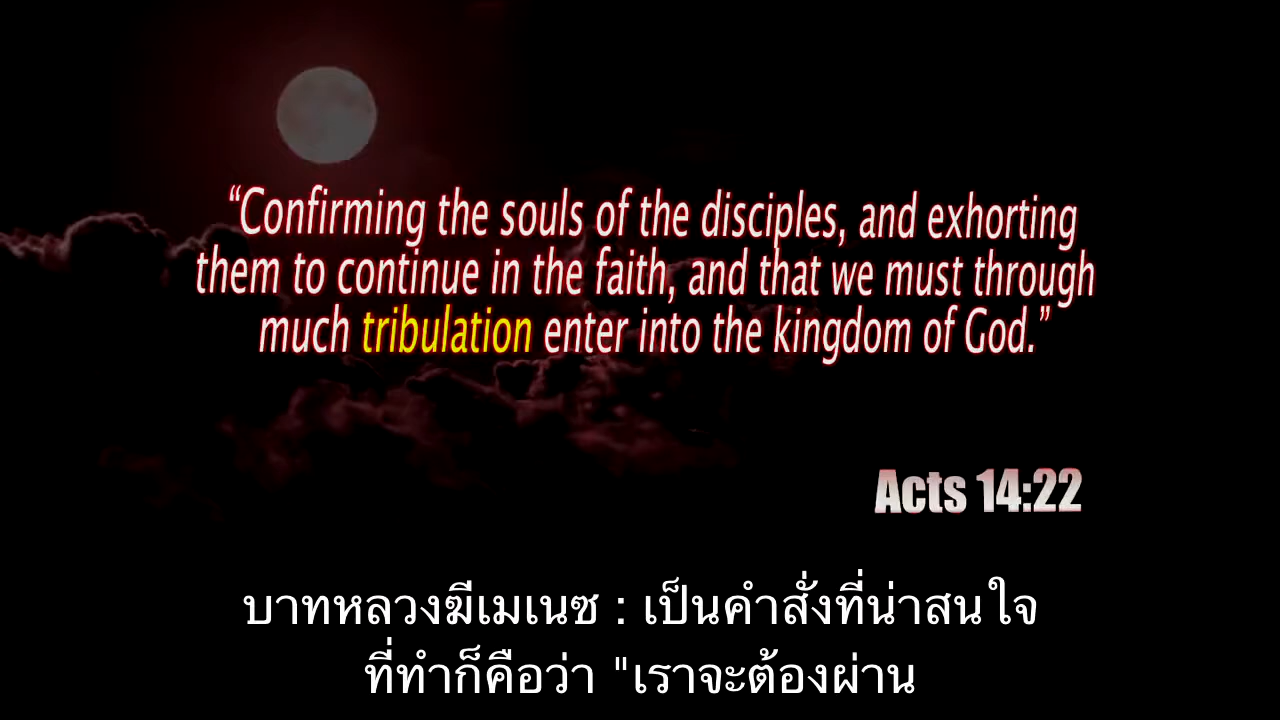 “Confirming the souls of the disciples, and exhorting
them to continue in the faith, and that we must through
much tribulation enter into the kingdom of God.”
Acts 14:22
บาทหลวงฆีเมเนซ : เป็นคำสั่งที่น่าสนใจ
ที่ทำก็คือว่า "เราจะต้องผ่าน